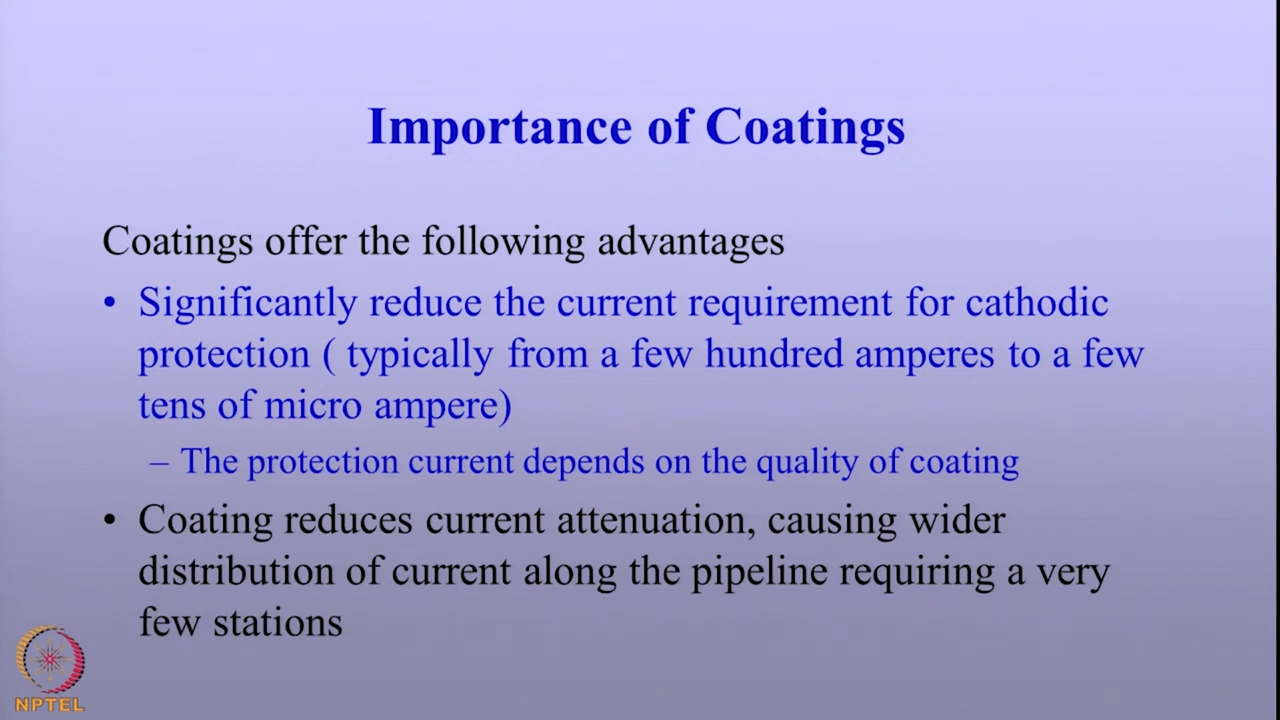 Importance of Coatings
Coatings offer the following advantages
• Significantly reduce the current requirement for cathodic
protection ( typically from a few hundred amperes to a few
tens of micro ampere)
– The protection current depends on the quality of coating
• Coating reduces current attenuation, causing wider
distribution of current along the pipeline requiring a very
few stations
NPTEL